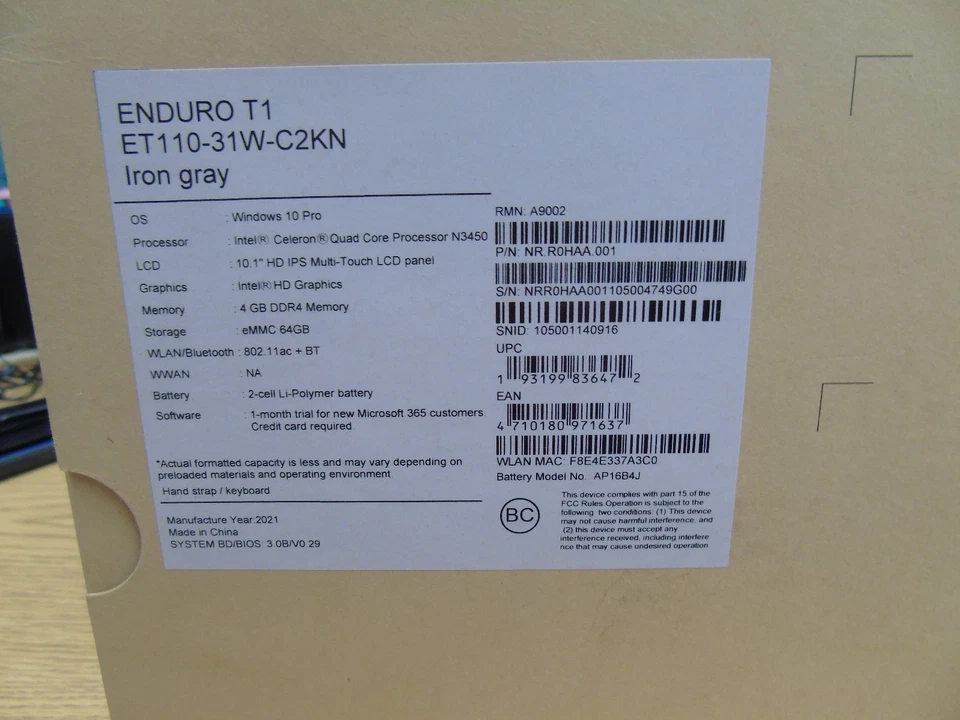 ENDURO T1
ET110-31W-C2KN
Iron gray
OS : Windows 10 Pro
Processor : Intel® Celeron® Quad Core Processor N3450
LCD : 10.1" HD IPS Multi-Touch LCD panel
Graphics : Intel® HD Graphics
Memory : 4 GB DDR4 Memory
Storage : eMMC 64GB
WLAN/Bluetooth : 802.11ac + BT
WWAN : NA
Battery : 2-cell Li-Polymer battery
Software : 1-month trial for new Microsoft 365 customers.
Credit card required
*Actual formatted capacity is less and may vary depending on
preloaded materials and operating environment
Hand strap / keyboard
Manufacture Year:2021
Made in China
SYSTEM BD/BIOS: 3.0B/V0.29
RMN: A9002
P/N: NR.R0HAA.001
S/N: NRR0HAA001105004749G00
SNID: 105001140916
UPC
1 93199 83647 2
EAN
4 710180 971637
WLAN MAC: F8E4E337A3C0
Battery Model No. AP16B4J
BC
This device complies with part 15 of the
FCC Rules.Operation is subject to the
following two conditions: (1) This device
may not cause harmful interference, and
(2) this device must accept any
interference received, including interfere
nce that may cause undesired operation